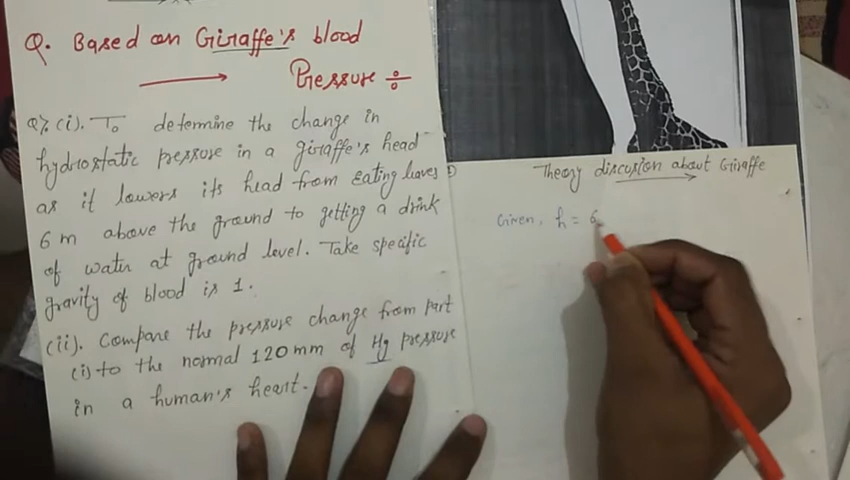 Q. Based on Giraffe's blood
Pressure ÷
Q% (i). To determine the change in
hydrostatic pressure in a giraffe's head
as it lowers its head from Eating leaves
6 m above the ground to getting a drink
of water at ground level. Take specific
gravity of blood is 1.
(ii). Compare the pressure change from part
(i) to the normal 120 mm of Hg pressure
in a human's heart.
Theory discusion about Giraffe
Given, h = 6